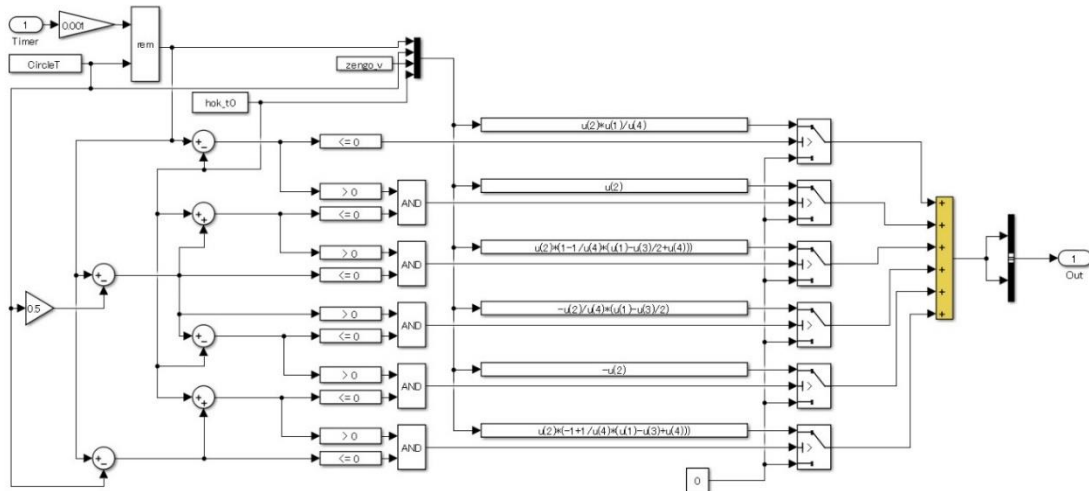 1
Timer
0.001
CircleT
rem
zengo_v
hok_t0
+
-
<= 0
u(2)*u(1)/u(4)
>
> 0
<= 0
AND
u(2)
>
+
+
> 0
<= 0
AND
u(2)*(1-1/u(4)*(u(1)-u(3)/2+u(4)))
>
+
-
0.5
> 0
<= 0
AND
-u(2)/u(4)*(u(1)-u(3)/2)
>
+
-
> 0
<= 0
AND
-u(2)
>
+
+
> 0
<= 0
AND
u(2)*(-1+1/u(4)*(u(1)-u(3)+u(4)))
>
+
-
0
+
+
+
+
+
+
1
Out